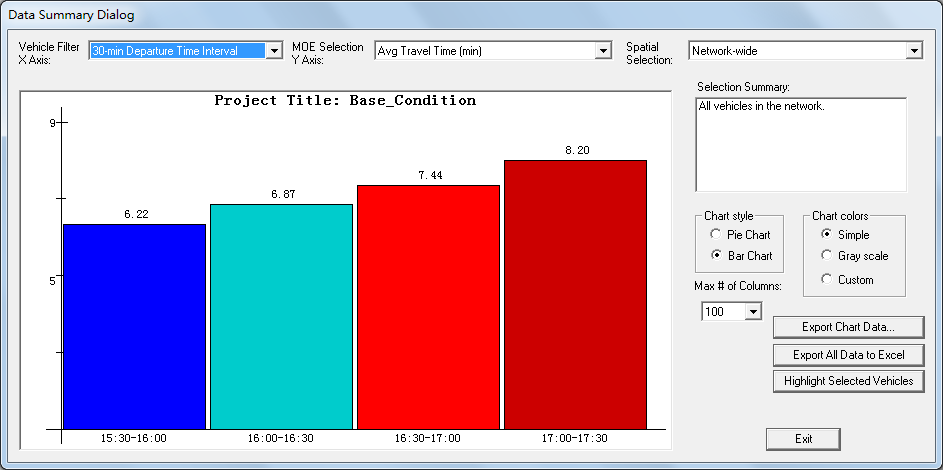 Data Summary Dialog
Vehicle Filter
X Axis:
30-min Departure Time Interval
MOE Selection
Y Axis:
Avg Travel Time (min)
Spatial
Selection:
Network-wide
Project Title: Base_Condition
9
5
6.22
6.87
7.44
8.20
15:30-16:00
16:00-16:30
16:30-17:00
17:00-17:30
Selection Summary:
All vehicles in the network.
Chart style
Pie Chart
Bar Chart
Chart colors
Simple
Gray scale
Custom
Max # of Columns:
100
Export Chart Data...
Export All Data to Excel
Highlight Selected Vehicles
Exit